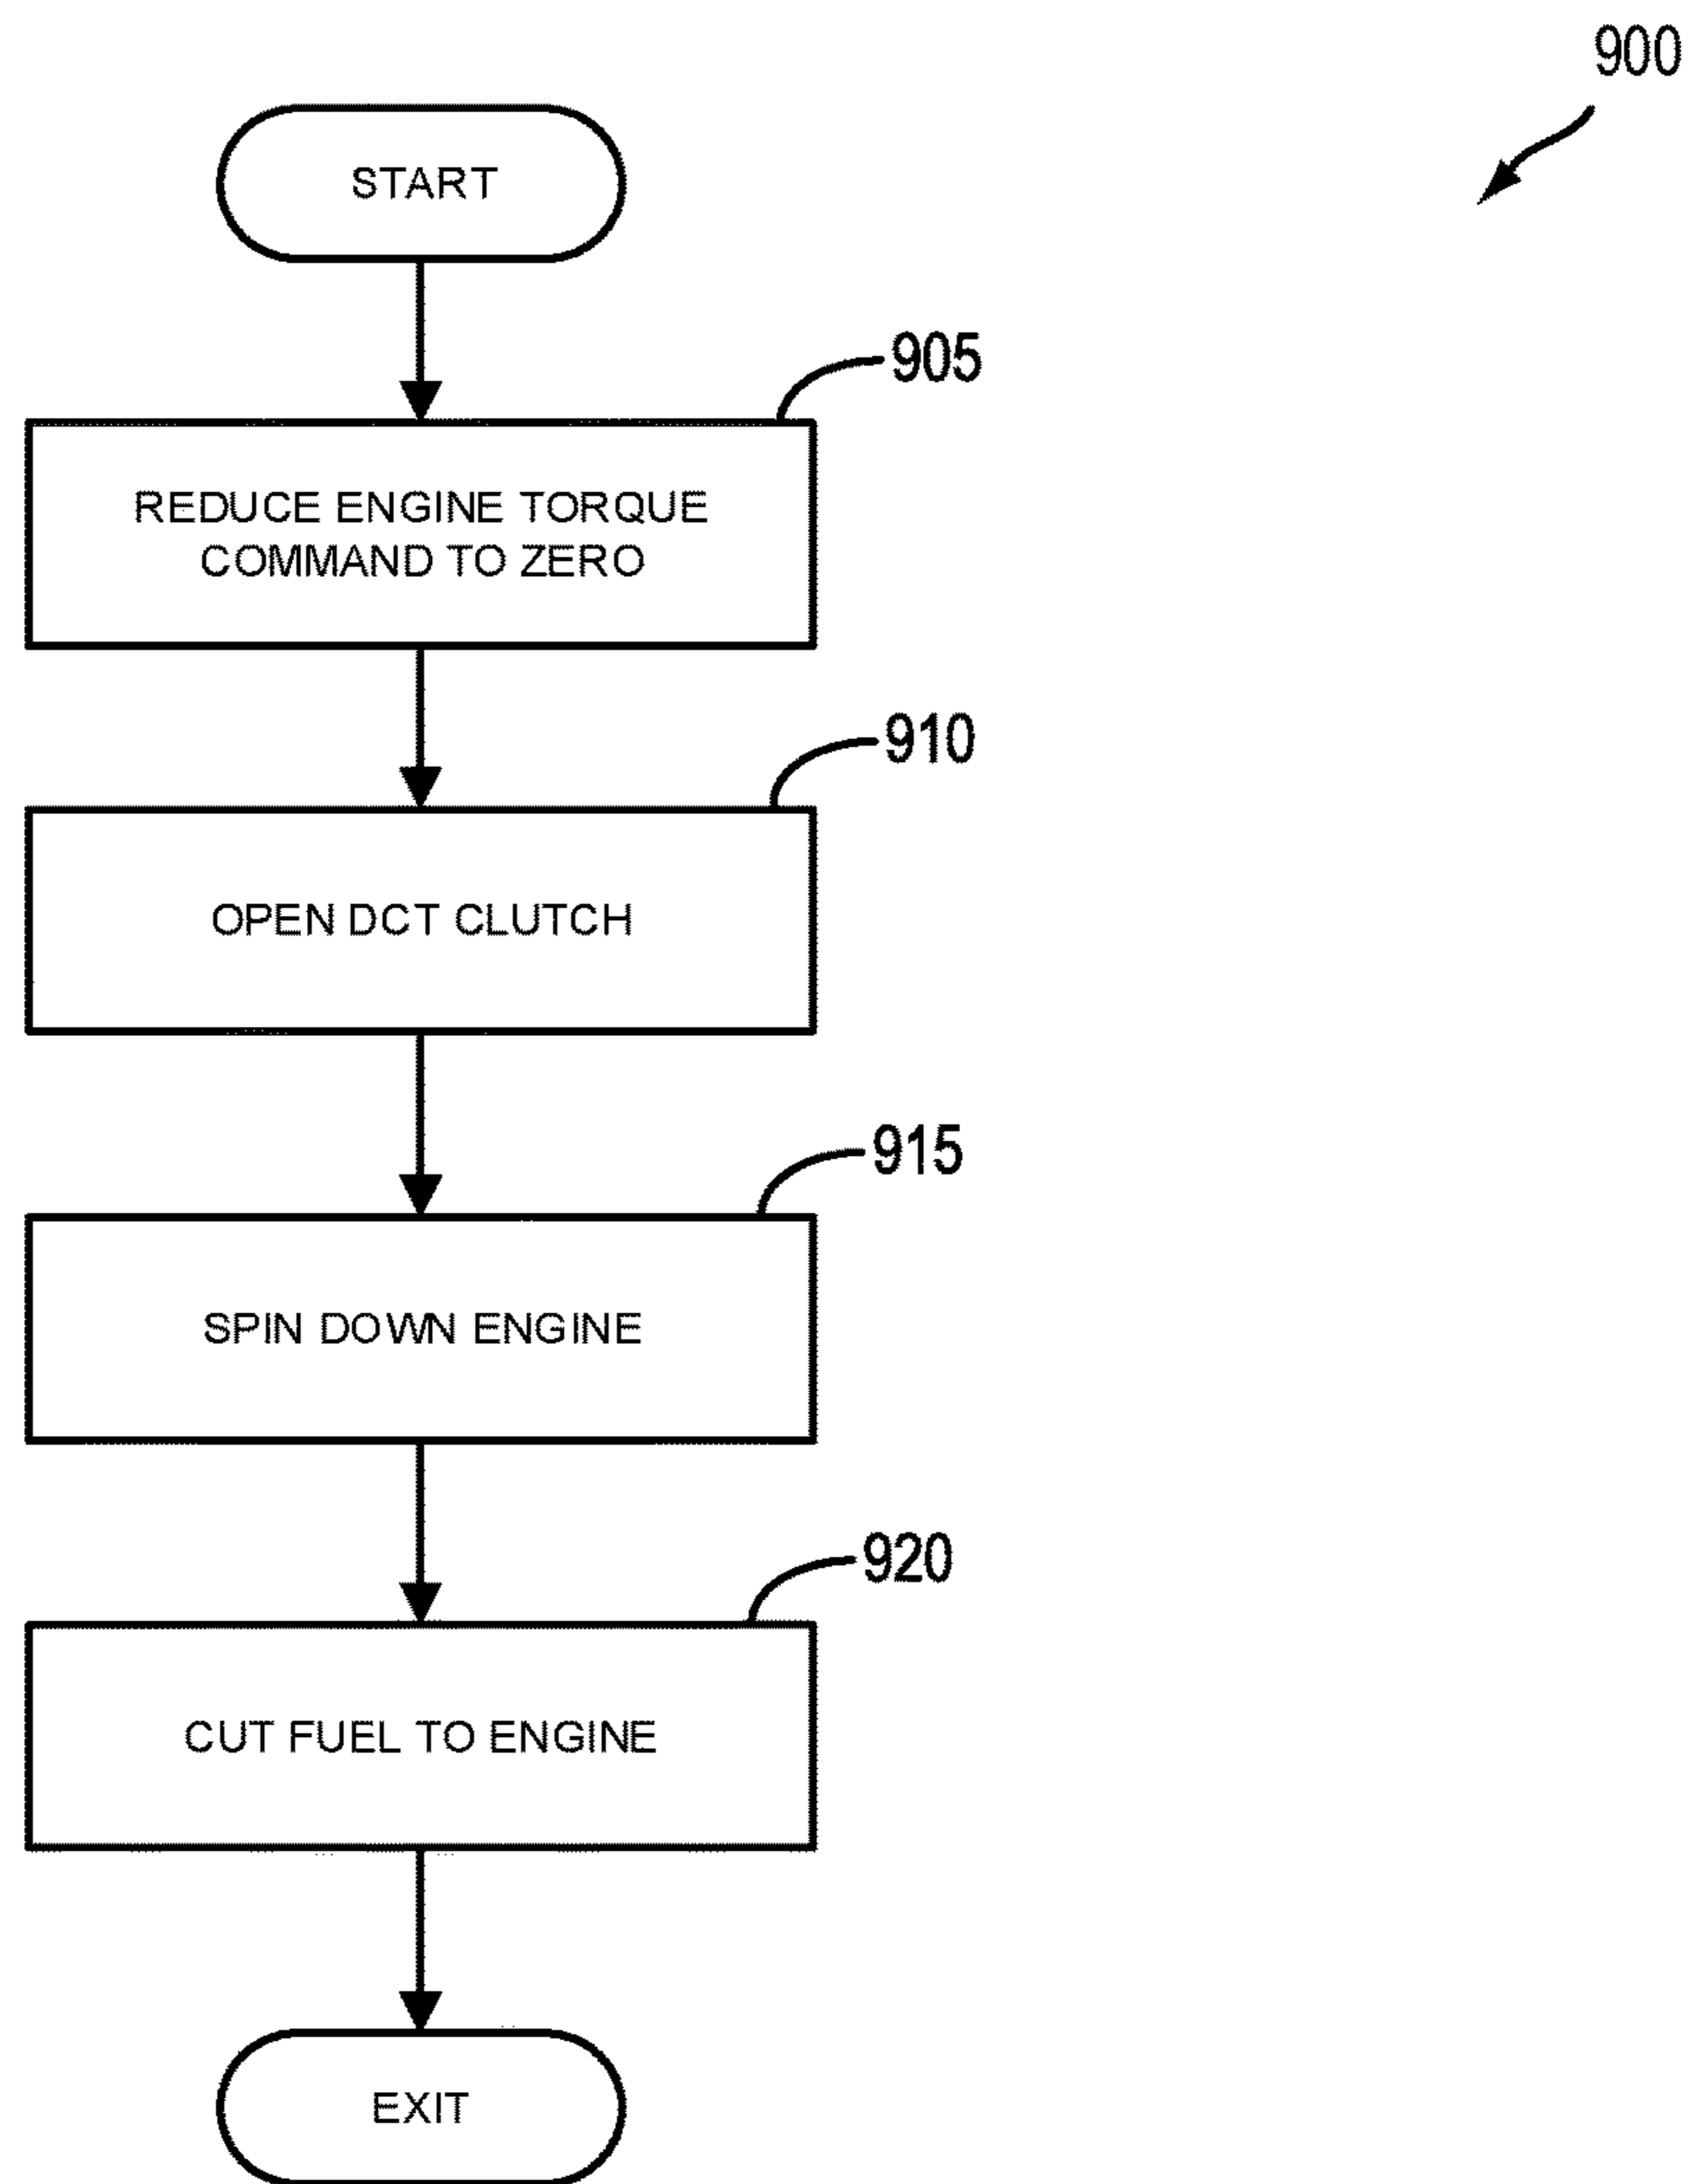 900
START
905
REDUCE ENGINE TORQUE
COMMAND TO ZERO
910
OPEN DCT CLUTCH
915
SPIN DOWN ENGINE
920
CUT FUEL TO ENGINE
EXIT